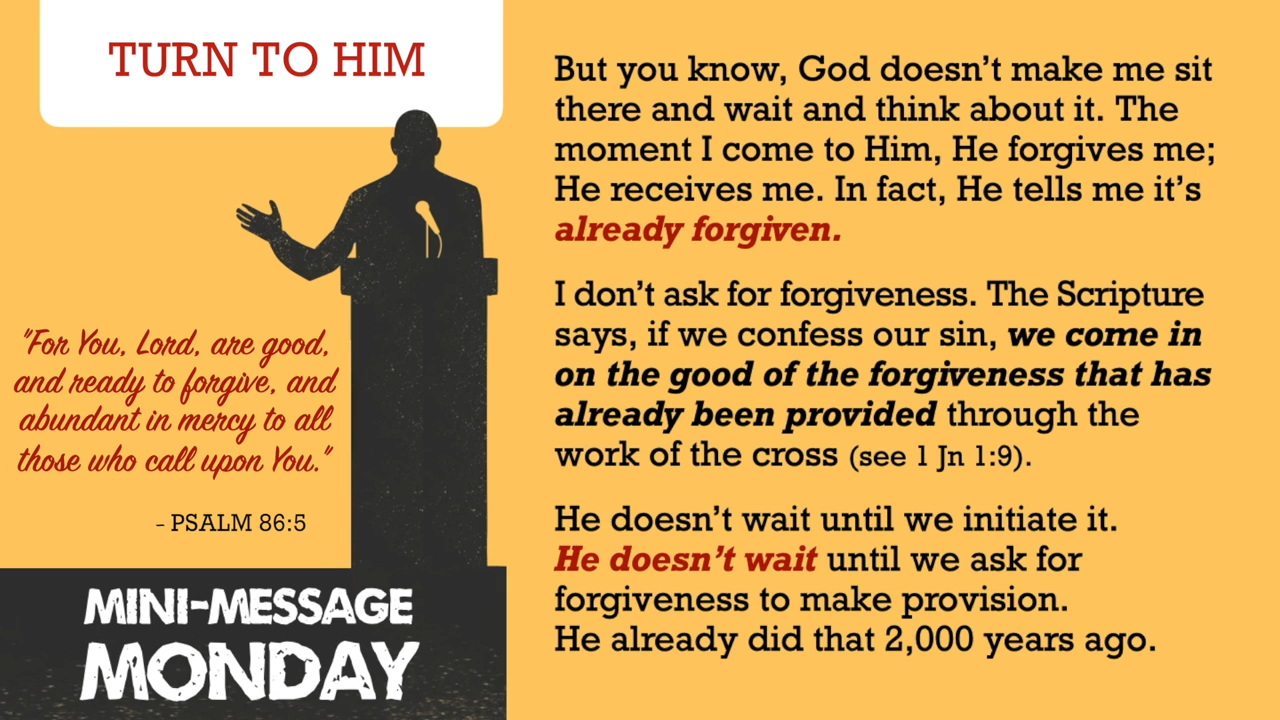 TURN TO HIM
"For You, Lord, are good,
and ready to forgive, and
abundant in mercy to all
those who call upon You."
– PSALM 86:5
MINI-MESSAGE
MONDAY
But you know, God doesn’t make me sit
there and wait and think about it. The
moment I come to Him, He forgives me;
He receives me. In fact, He tells me it’s
already forgiven.
I don’t ask for forgiveness. The Scripture
says, if we confess our sin, we come in
on the good of the forgiveness that has
already been provided through the
work of the cross (see 1 Jn 1:9).
He doesn’t wait until we initiate it.
He doesn’t wait until we ask for
forgiveness to make provision.
He already did that 2,000 years ago.